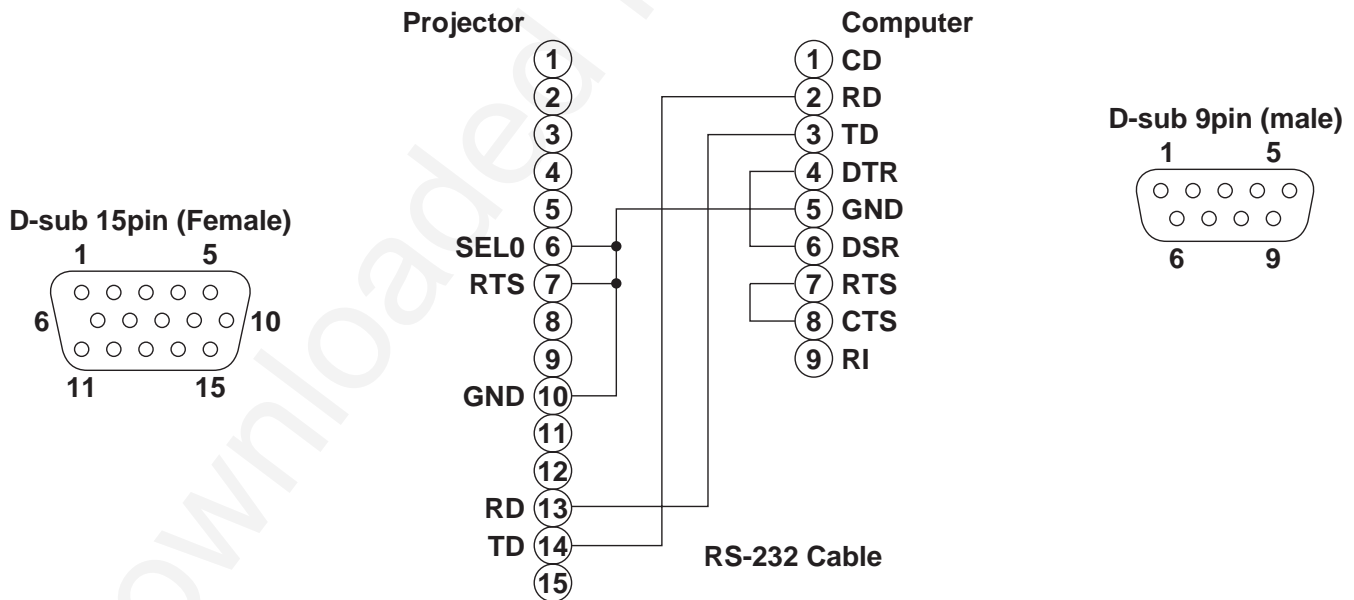 Projector
Computer
1
2
3
4
5
SEL0 6
RTS 7
8
9
GND 10
11
12
RD 13
TD 14
15
1 CD
2 RD
3 TD
4 DTR
5 GND
6 DSR
7 RTS
8 CTS
9 RI
RS-232 Cable
D-sub 15pin (Female)
1 5
6 10
11 15
D-sub 9pin (male)
1 5
6 9
ownloaded